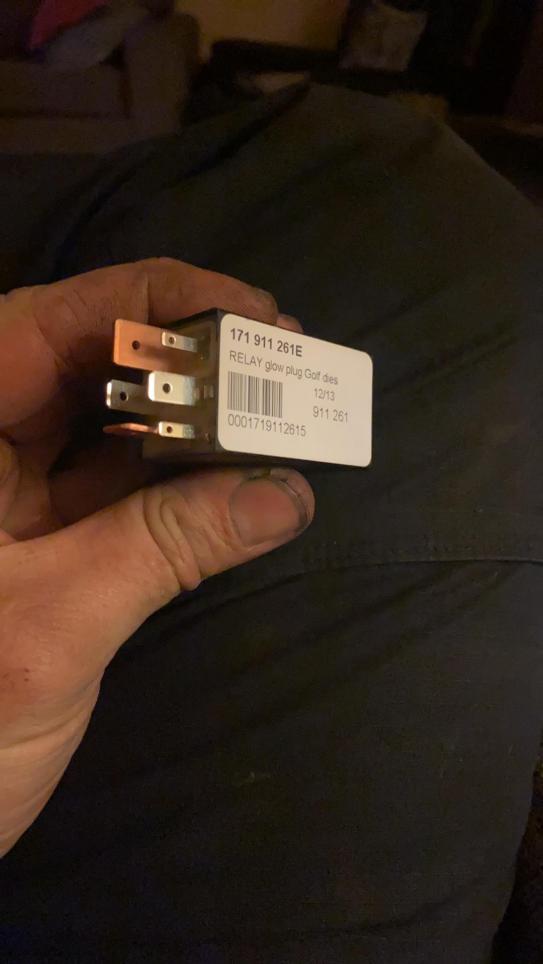 171 911 261E
RELAY glow plug Golf dies
12/13
911 261
0001719112615